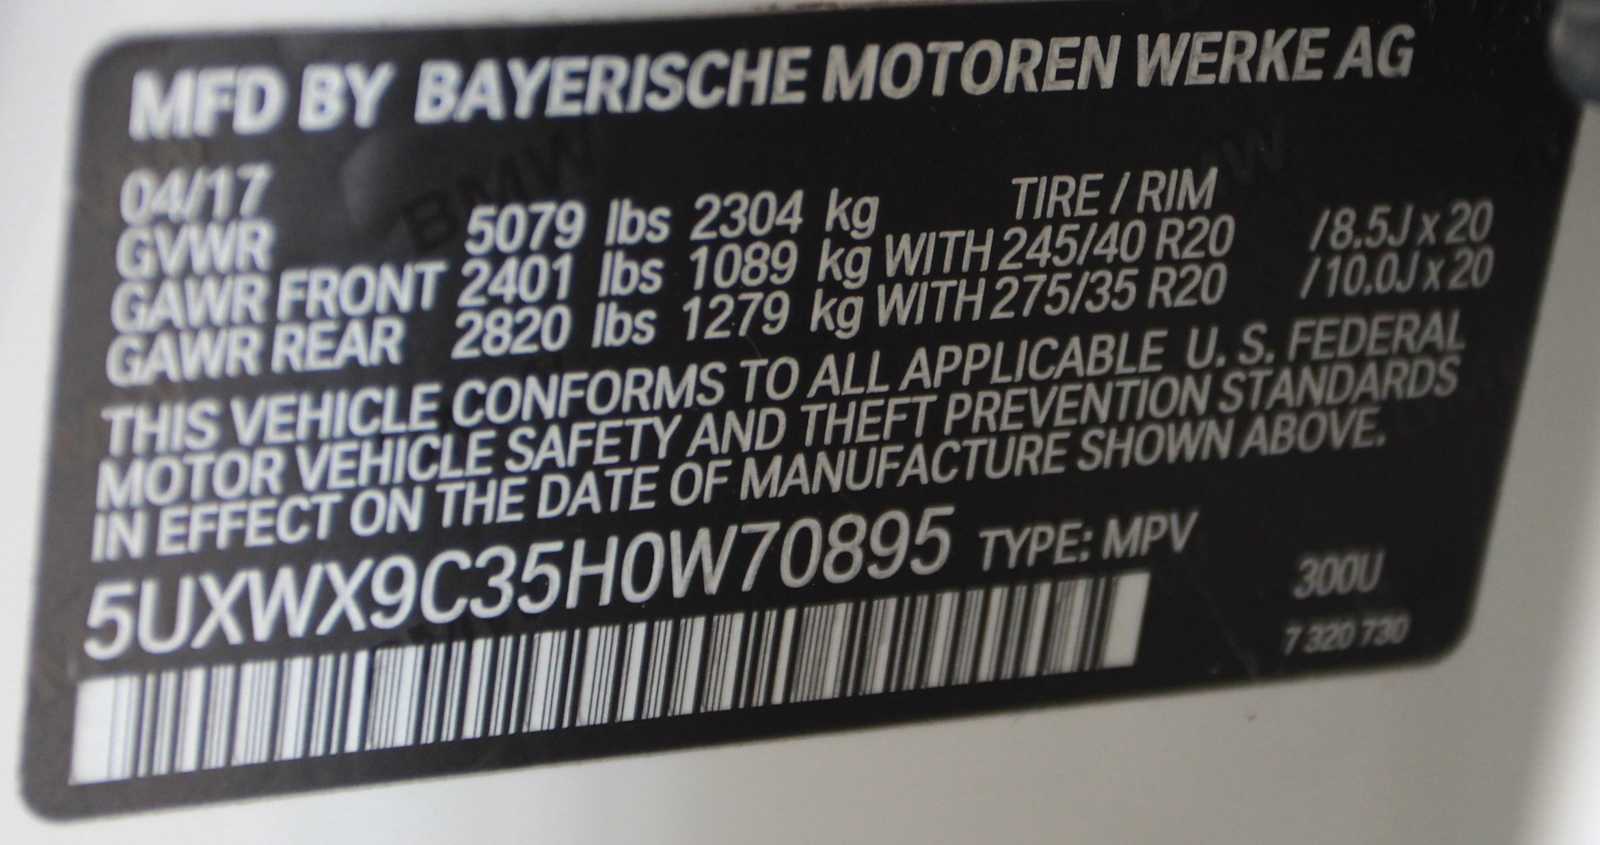 MFD BY BAYERISCHE MOTOREN WERKE AG
04/17 TIRE / RIM
GVWR 5079 lbs 2304 kg
GAWR FRONT 2401 lbs 1089 kg WITH 245/40 R20 /8.5J x 20
GAWR REAR 2820 lbs 1279 kg WITH 275/35 R20 /10.0J x 20
THIS VEHICLE CONFORMS TO ALL APPLICABLE U. S. FEDERAL
MOTOR VEHICLE SAFETY AND THEFT PREVENTION STANDARDS
IN EFFECT ON THE DATE OF MANUFACTURE SHOWN ABOVE.
5UXWX9C35H0W70895 TYPE: MPV
300U
7 320 730
BMW